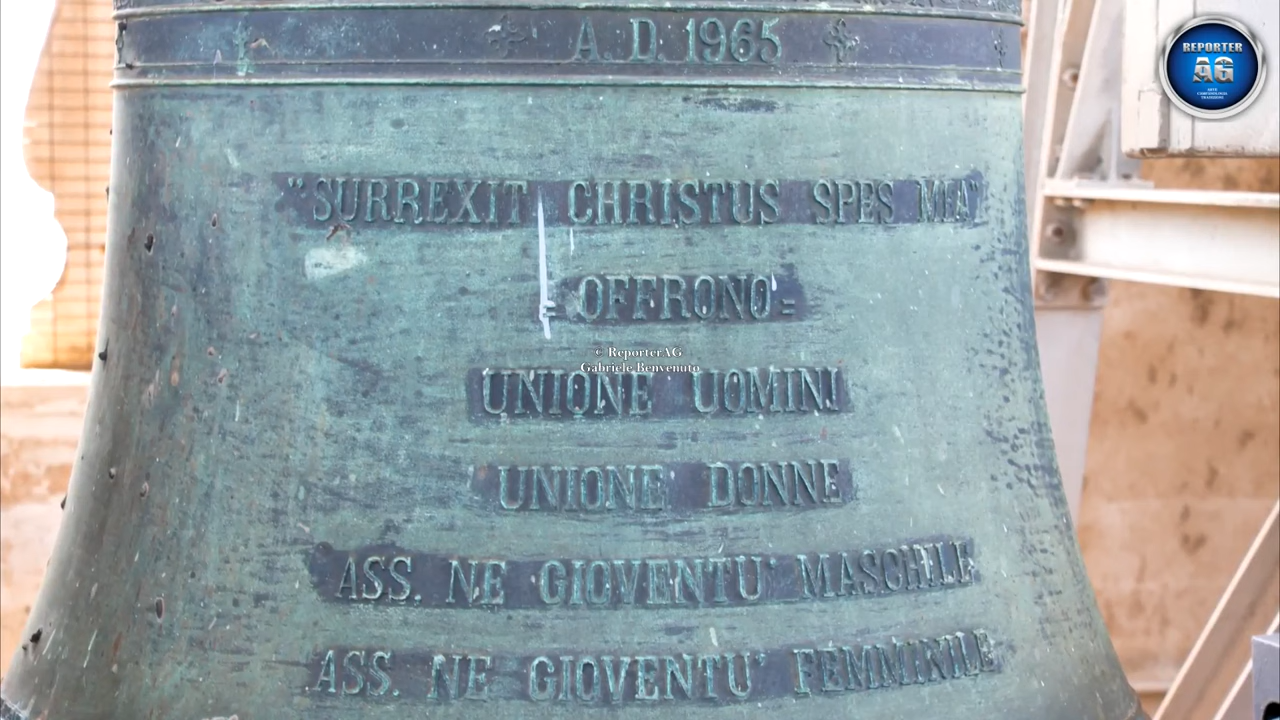 A. D. 1965
REPORTER
AG
"SURREXIT CHRISTUS SPES MIA"
= OFFRONO =
© ReporterAG
Gabriele Benvenuto
UNIONE UOMINI
UNIONE DONNE
ASS. NE GIOVENTU' MASCHILE
ASS. NE GIOVENTU' FEMMINILE